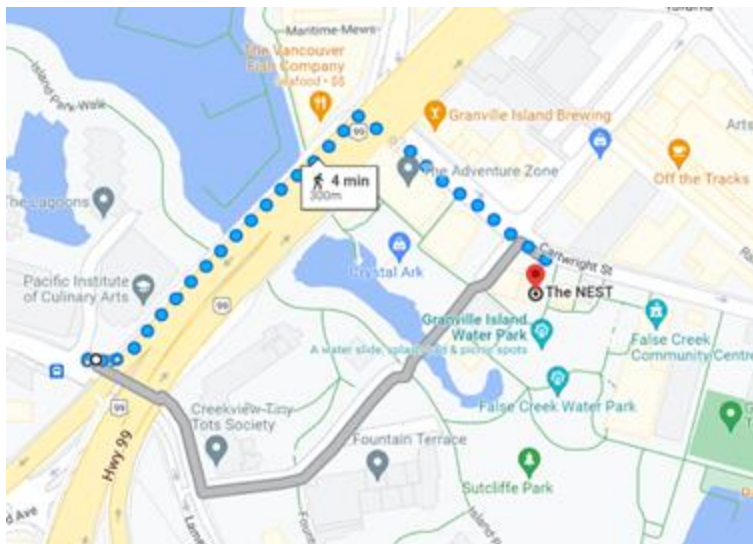 Maritime-Mews
The Vancouver
Fish Company
Seafood • $$
Island Park-Walk
99
Granville Island Brewing
Arts
4 min
300m
The Adventure Zone
Off the Tracks
The Lagoons
Cartwright St
Crystal Ark
Pacific Institute
of Culinary Arts
The NEST
99
Granville Island
Water Park
A water slide, splash pad & picnic spots
False Creek
Community Centre
99
Creekview-Tiny
Tots Society
False Creek Water Park
Hwy 99
Fountain Terrace
Sutcliffe Park